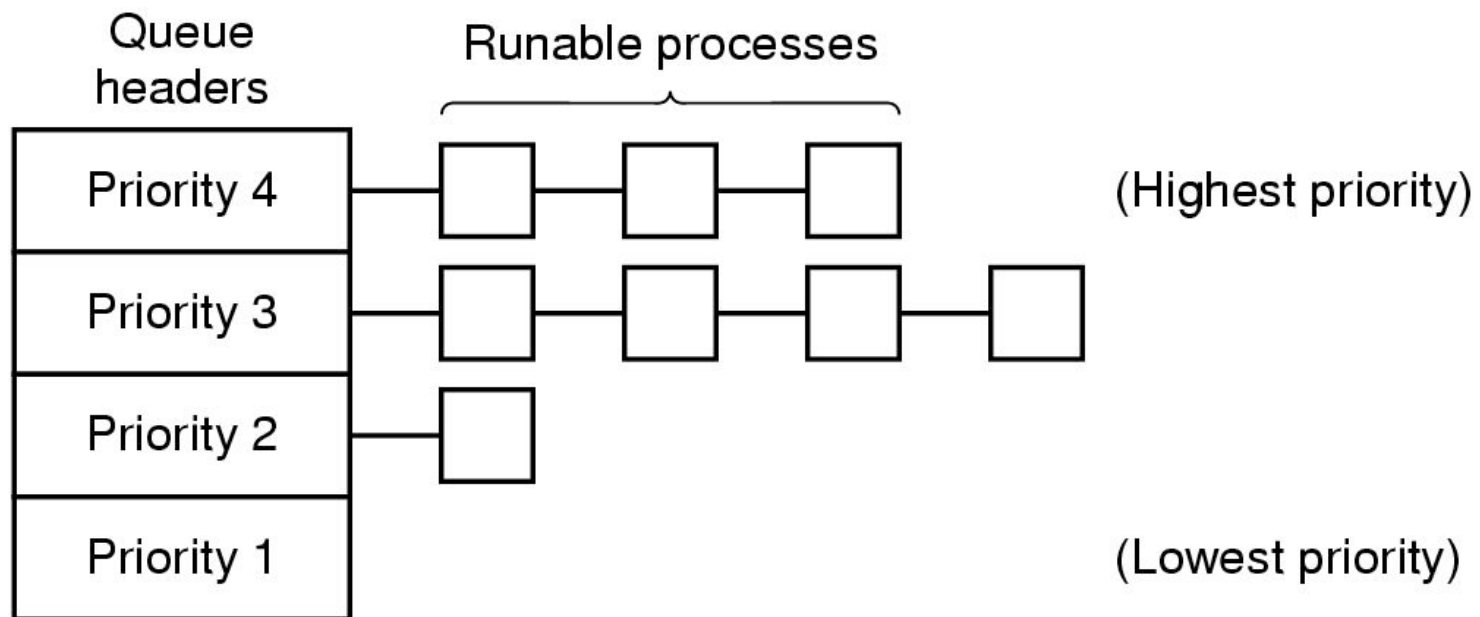 Queue
headers
Runable processes
Priority 4
(Highest priority)
Priority 3
Priority 2
Priority 1
(Lowest priority)